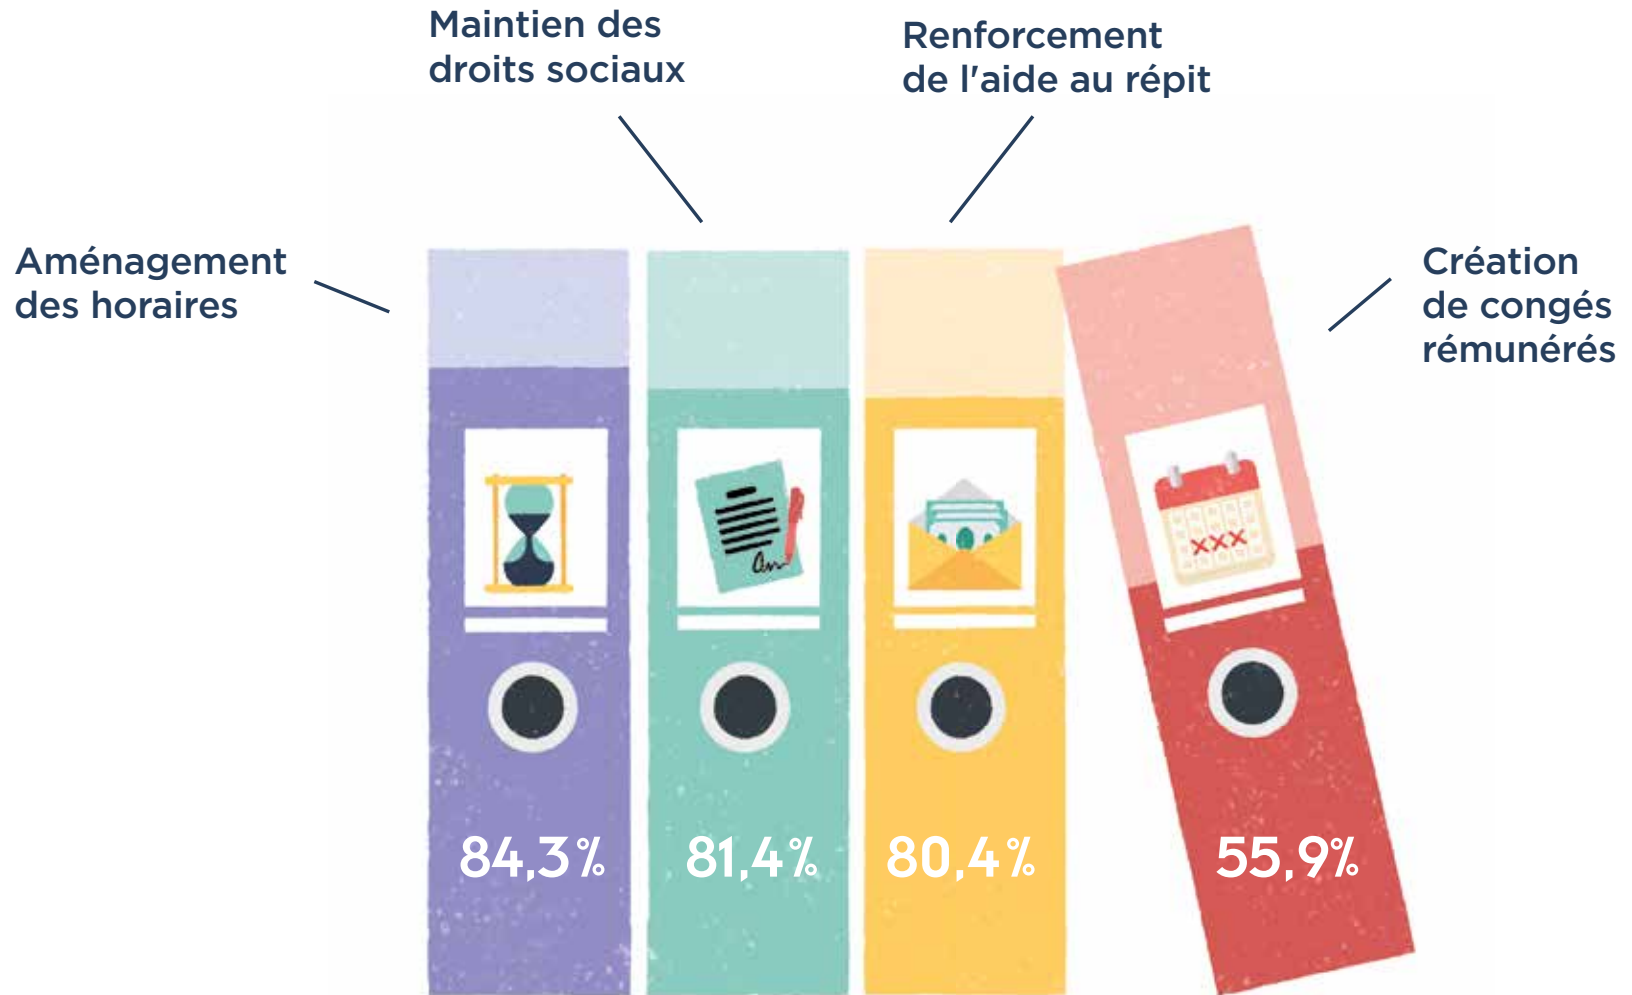 Maintien des
droits sociaux
Renforcement
de l'aide au répit
Aménagement
des horaires
Création
de congés
rémunérés
84,3%
81,4%
80,4%
55,9%